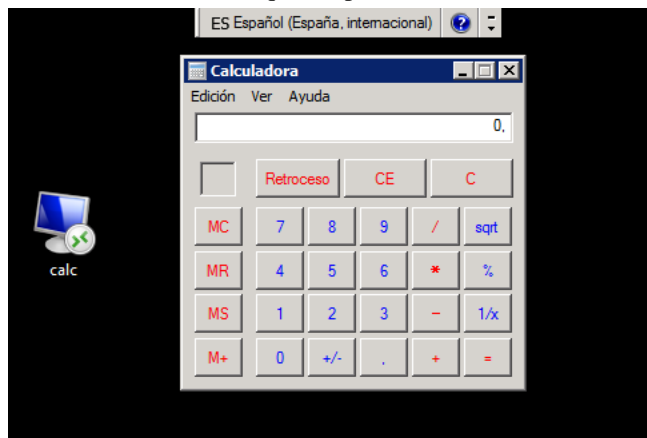 ES Español (España, internacional)
Calculadora
Edición Ver Ayuda
0,
Retroceso CE C
MC 7 8 9 / sqrt
calc
MR 4 5 6 * %
MS 1 2 3 - 1/x
M+ 0 +/- , + =